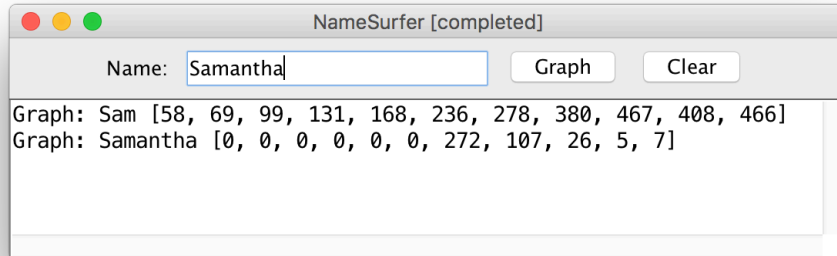 NameSurfer [completed]
Name: Samantha Graph Clear
Graph: Sam [58, 69, 99, 131, 168, 236, 278, 380, 467, 408, 466]
Graph: Samantha [0, 0, 0, 0, 0, 0, 272, 107, 26, 5, 7]